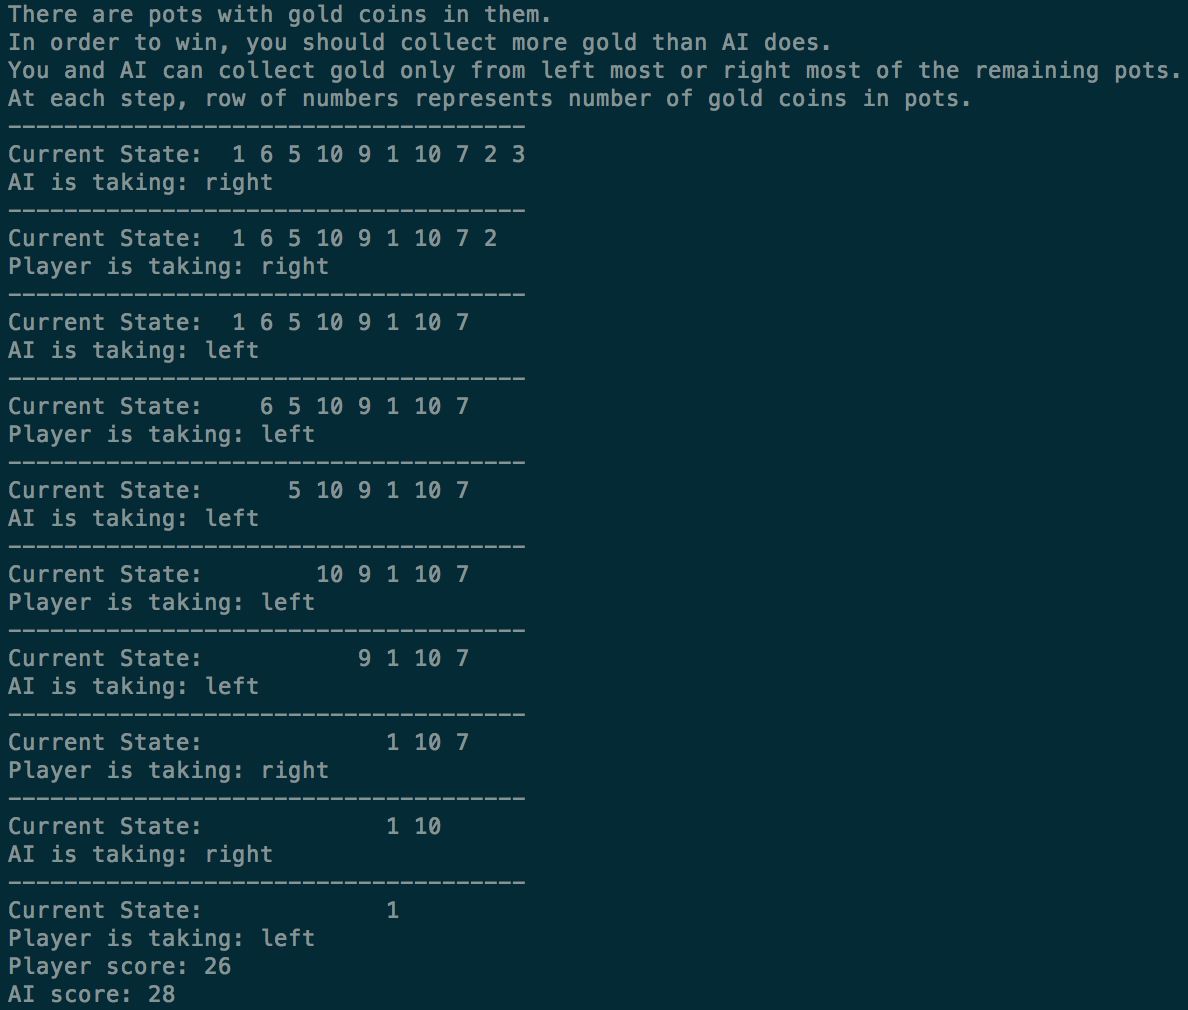 There are pots with gold coins in them.
In order to win, you should collect more gold than AI does.
You and AI can collect gold only from left most or right most of the remaining pots.
At each step, row of numbers represents number of gold coins in pots.
-------------------------------------
Current State:  1 6 5 10 9 1 10 7 2 3
AI is taking: right
-------------------------------------
Current State:  1 6 5 10 9 1 10 7 2
Player is taking: right
-------------------------------------
Current State:  1 6 5 10 9 1 10 7
AI is taking: left
-------------------------------------
Current State:    6 5 10 9 1 10 7
Player is taking: left
-------------------------------------
Current State:      5 10 9 1 10 7
AI is taking: left
-------------------------------------
Current State:        10 9 1 10 7
Player is taking: left
-------------------------------------
Current State:           9 1 10 7
AI is taking: left
-------------------------------------
Current State:             1 10 7
Player is taking: right
-------------------------------------
Current State:             1 10
AI is taking: right
-------------------------------------
Current State:             1
Player is taking: left
Player score: 26
AI score: 28